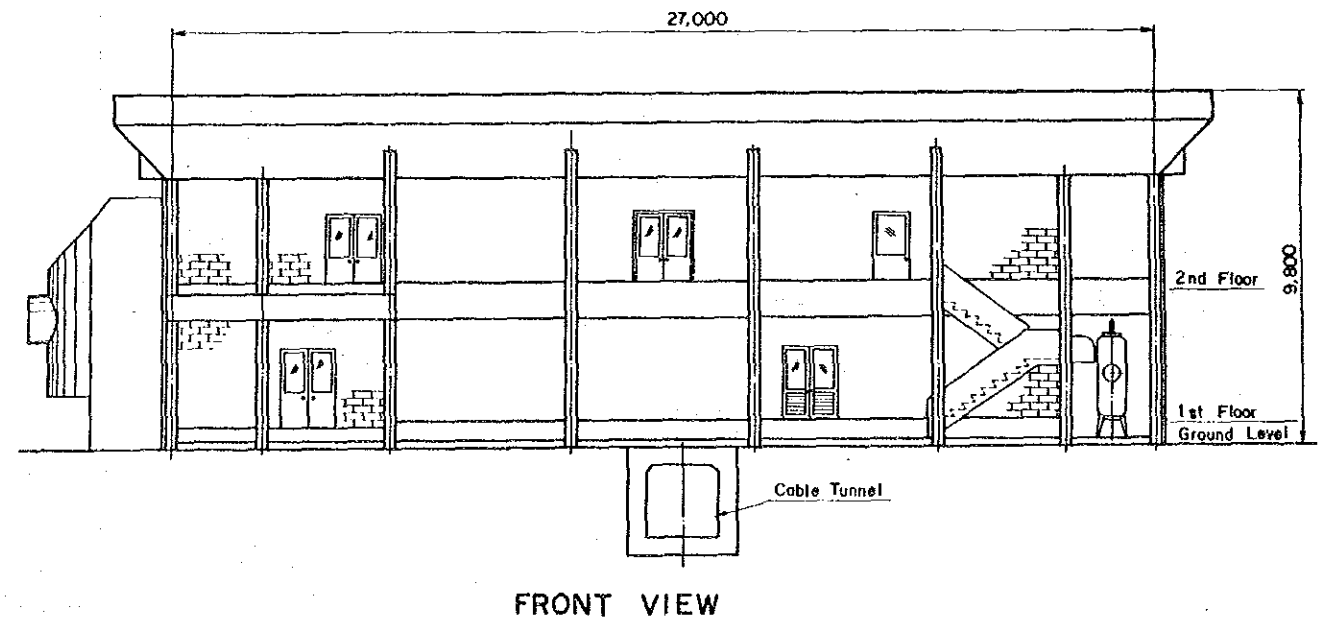 27,000
2nd Floor
9,800
1st Floor
Ground Level
Cable Tunnel
FRONT VIEW